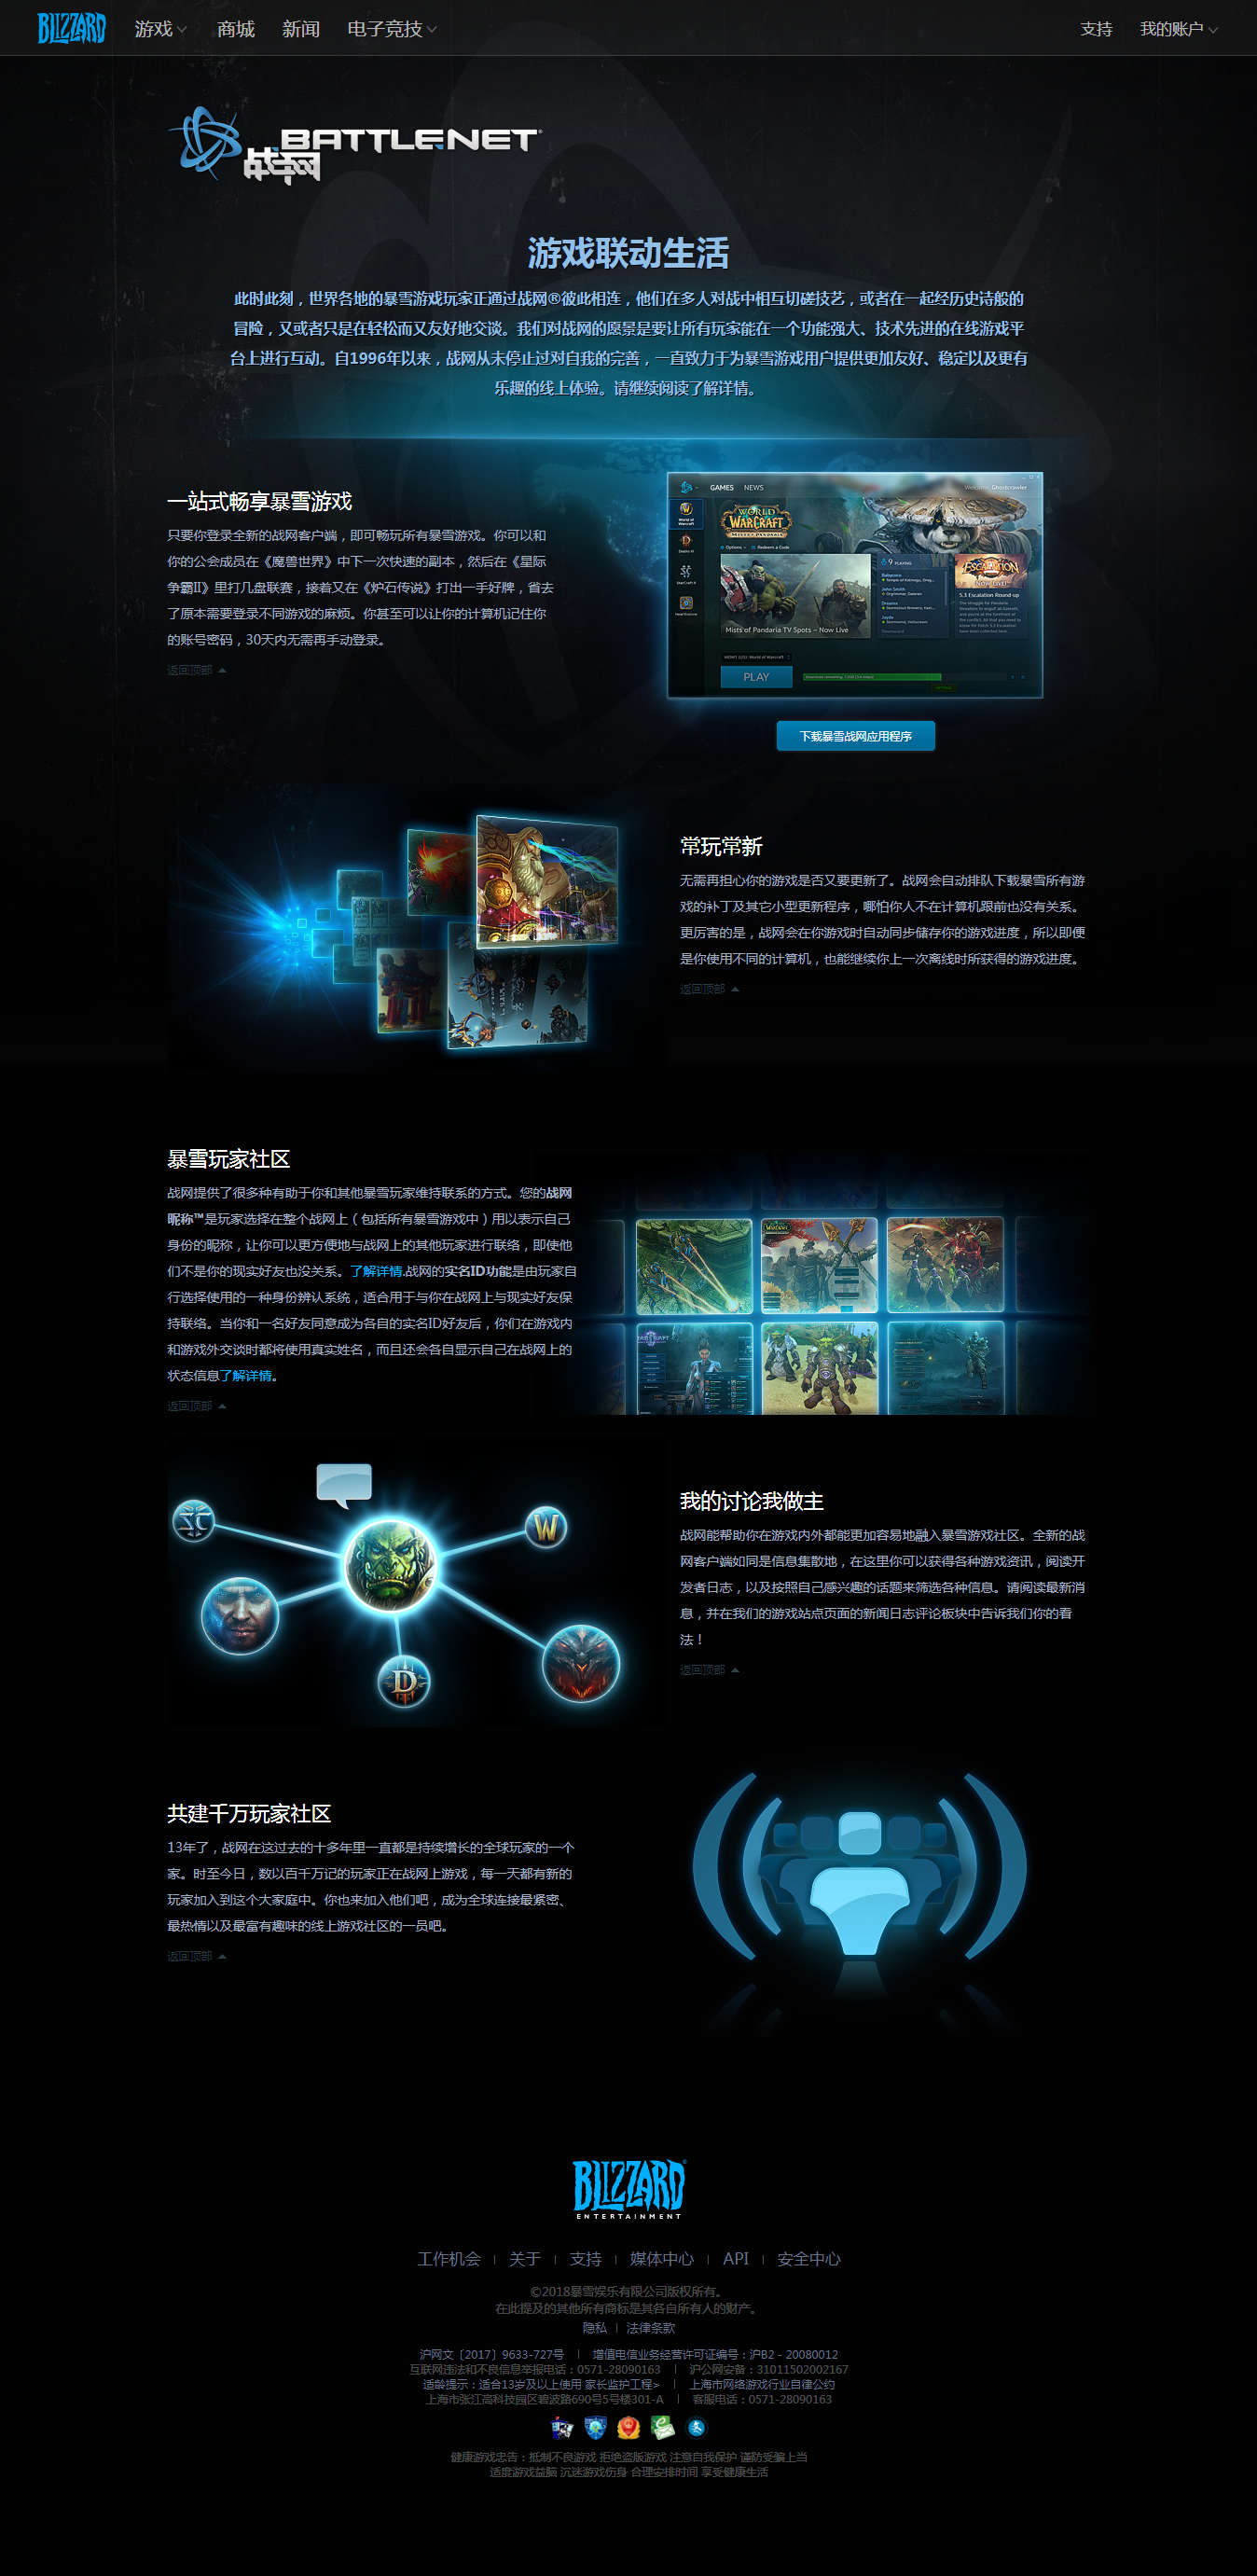 BLIZZARD 游戏 商城 新闻 电子竞技 支持 我的账户
BATTLE.NET®
战网
游戏联动生活
此时此刻，世界各地的暴雪游戏玩家正通过战网®彼此相连，他们在多人对战中相互切磋技艺，或者在一起经历史诗般的
冒险，又或者只是在轻松而又友好地交谈。我们对战网的愿景是要让所有玩家能在一个功能强大、技术先进的在线游戏平
台上进行互动。自1996年以来，战网从未停止过对自我的完善，一直致力于为暴雪游戏用户提供更加友好、稳定以及更有
乐趣的线上体验。请继续阅读了解详情。
一站式畅享暴雪游戏
只要你登录全新的战网客户端，即可畅玩所有暴雪游戏。你可以和
你的公会成员在《魔兽世界》中下一次快速的副本，然后在《星际
争霸II》里打几盘联赛，接着又在《炉石传说》打出一手好牌，省去
了原本需要登录不同游戏的麻烦。你甚至可以让你的计算机记住你
的账号密码，30天内无需再手动登录。
返回顶部
GAMES NEWS
Welcome, Ghostcrawler
World of Warcraft
WORLD OF WARCRAFT
MISTS OF PANDARIA
Diablo III
Options Redeem a Code
StarCraft II
9 PLAYING
ESCALATION
NOW LIVE!
5.3 Escalation Round-up
John Smith
Mists of Pandaria TV Spots – Now Live
PLAY
下载暴雪战网应用程序
常玩常新
无需再担心你的游戏是否又要更新了。战网会自动排队下载暴雪所有游
戏的补丁及其它小型更新程序，哪怕你人不在计算机跟前也没有关系。
更厉害的是，战网会在你游戏时自动同步储存你的游戏进度，所以即便
是你使用不同的计算机，也能继续你上一次离线时所获得的游戏进度。
返回顶部
暴雪玩家社区
战网提供了很多种有助于你和其他暴雪玩家维持联系的方式。您的战网
昵称™是玩家选择在整个战网上（包括所有暴雪游戏中）用以表示自己
身份的昵称，让你可以更方便地与战网上的其他玩家进行联络，即使他
们不是你的现实好友也没关系。了解详情.战网的实名ID功能是由玩家自
行选择使用的一种身份辨认系统，适合用于与你在战网上与现实好友保
持联络。当你和一名好友同意成为各自的实名ID好友后，你们在游戏内
和游戏外交谈时都将使用真实姓名，而且还会各自显示自己在战网上的
状态信息了解详情。
返回顶部
我的讨论我做主
战网能帮助你在游戏内外都能更加容易地融入暴雪游戏社区。全新的战
网客户端如同是信息集散地，在这里你可以获得各种游戏资讯，阅读开
发者日志，以及按照自己感兴趣的话题来筛选各种信息。请阅读最新消
息，并在我们的游戏站点页面的新闻日志评论板块中告诉我们你的看
法！
返回顶部
共建千万玩家社区
13年了，战网在这过去的十多年里一直都是持续增长的全球玩家的一个
家。时至今日，数以百千万记的玩家正在战网上游戏，每一天都有新的
玩家加入到这个大家庭中。你也来加入他们吧，成为全球连接最紧密、
最热情以及最富有趣味的线上游戏社区的一员吧。
返回顶部
BLIZZARD®
ENTERTAINMENT
工作机会 | 关于 | 支持 | 媒体中心 | API | 安全中心
©2018暴雪娱乐有限公司版权所有。
在此提及的其他所有商标是其各自所有人的财产。
隐私 | 法律条款
沪网文〔2017〕9633-727号 | 增值电信业务经营许可证编号：沪B2 - 20080012
互联网违法和不良信息举报电话：0571-28090163 | 沪公网安备：31011502002167
适龄提示：适合13岁及以上使用 家长监护工程> | 上海市网络游戏行业自律公约
上海市张江高科技园区碧波路690号5号楼301-A | 客服电话：0571-28090163
健康游戏忠告：抵制不良游戏 拒绝盗版游戏 注意自我保护 谨防受骗上当
适度游戏益脑 沉迷游戏伤身 合理安排时间 享受健康生活